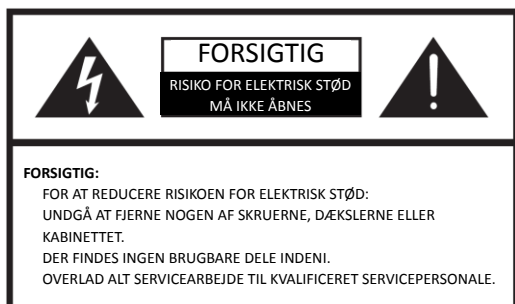 FORSIGTIG
RISIKO FOR ELEKTRISK STØD
MÅ IKKE ÅBNES
FORSIGTIG:
FOR AT REDUCERE RISIKOEN FOR ELEKTRISK STØD:
UNDGÅ AT FJERNE NOGEN AF SKRUERNE, DÆKSLERNE ELLER
KABINETTET.
DER FINDES INGEN BRUGBARE DELE INDENI.
OVERLAD ALT SERVICEARBEJDE TIL KVALIFICERET SERVICEPERSONALE.